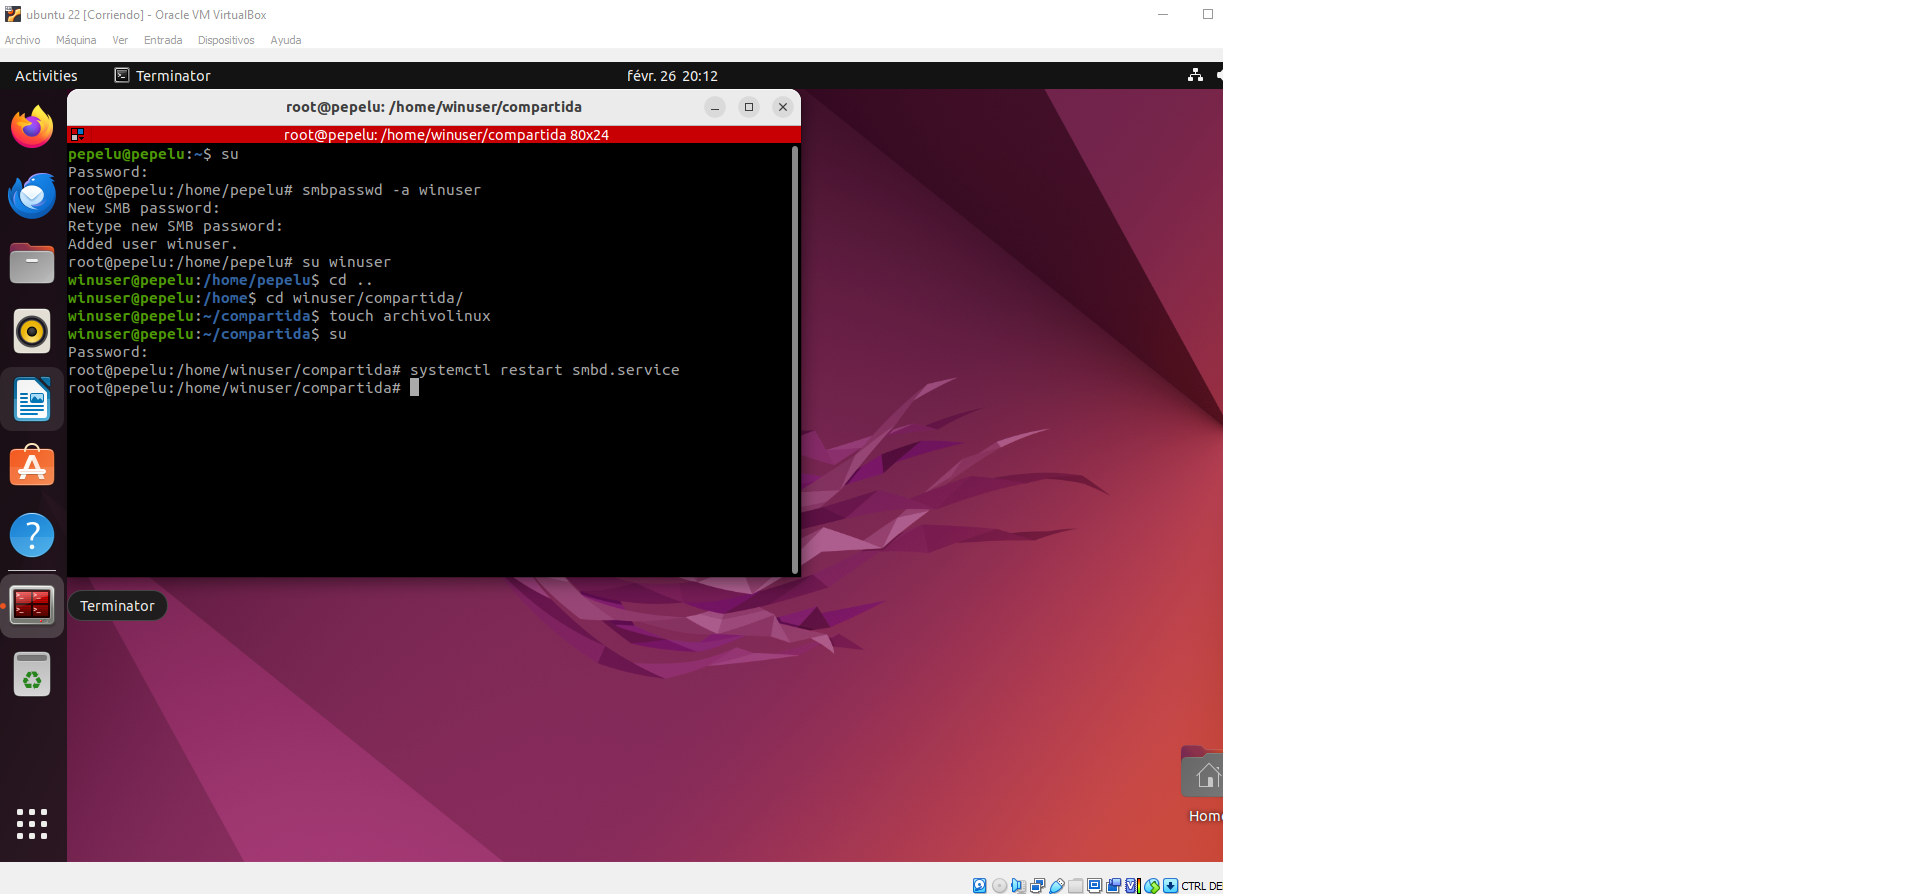 ubuntu 22 [Corriendo] - Oracle VM VirtualBox
Archivo Máquina Ver Entrada Dispositivos Ayuda
Activities Terminator févr. 26 20:12
root@pepelu: /home/winuser/compartida
root@pepelu: /home/winuser/compartida 80x24
pepelu@pepelu:~$ su
Password:
root@pepelu:/home/pepelu# smbpasswd -a winuser
New SMB password:
Retype new SMB password:
Added user winuser.
root@pepelu:/home/pepelu# su winuser
winuser@pepelu:/home/pepelu$ cd ..
winuser@pepelu:/home$ cd winuser/compartida/
winuser@pepelu:~/compartida$ touch archivolinux
winuser@pepelu:~/compartida$ su
Password:
root@pepelu:/home/winuser/compartida# systemctl restart smbd.service
root@pepelu:/home/winuser/compartida#
Terminator
Home
CTRL DE